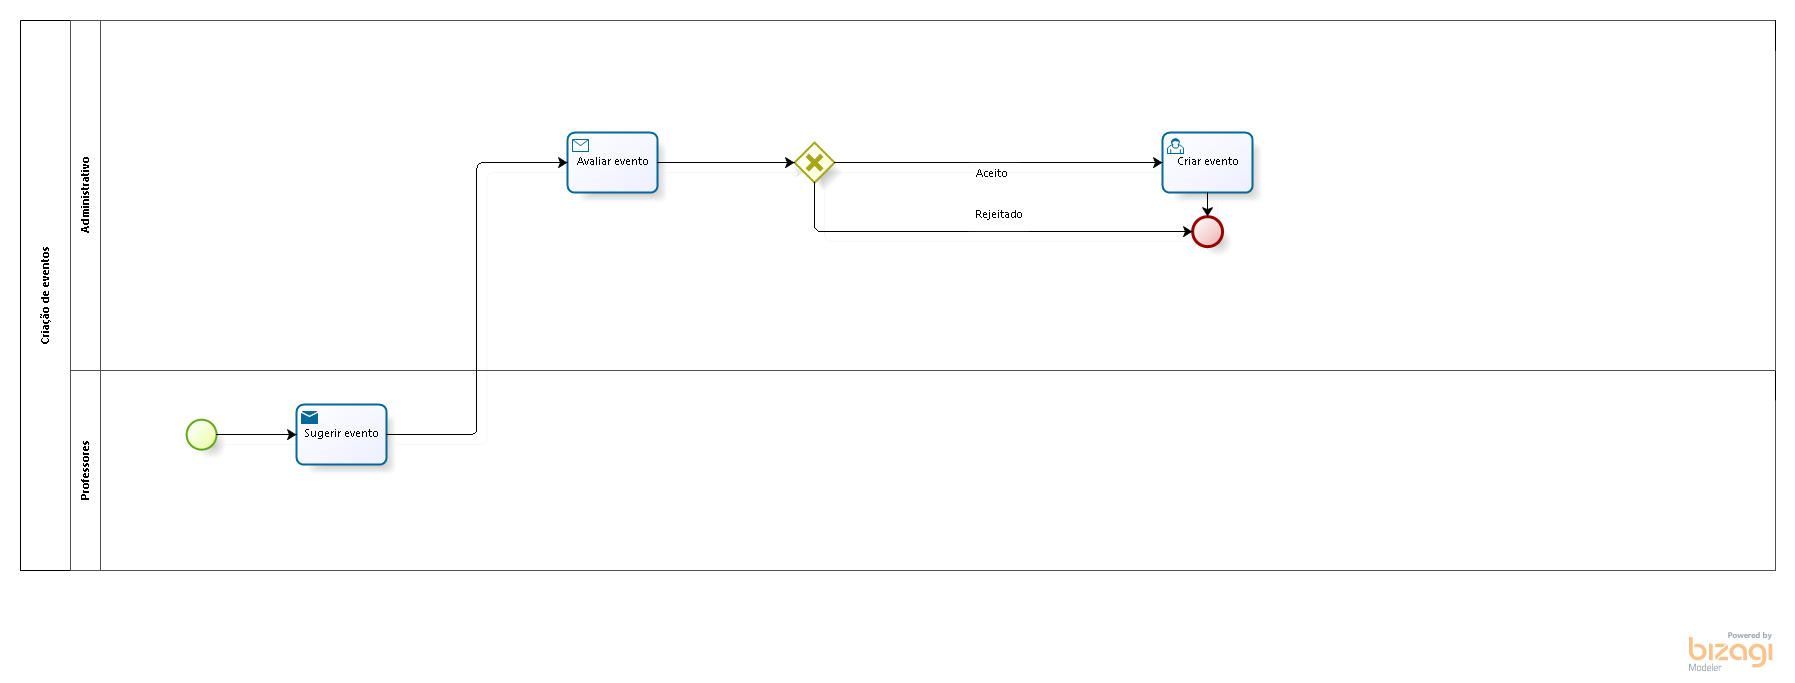 Criação de eventos
Administrativo
Avaliar evento
Aceito
Criar evento
Rejeitado
Professores
Sugerir evento
Powered by
bizagi
Modeler